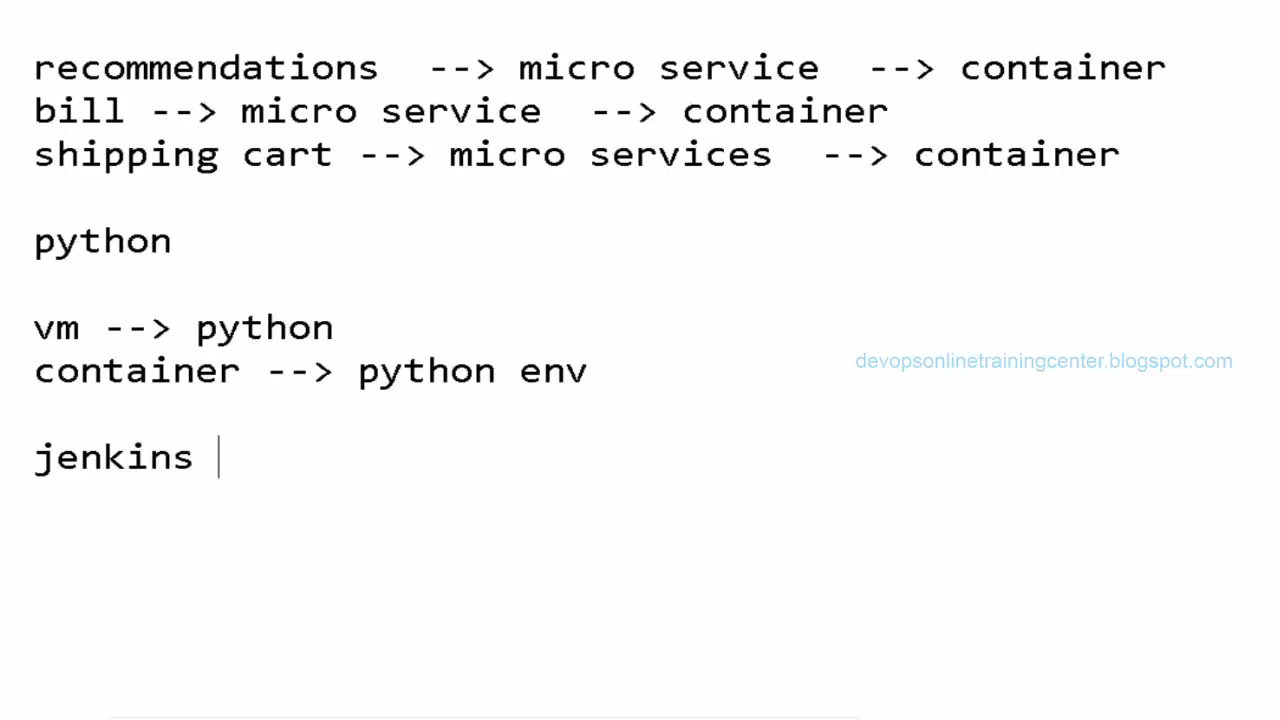 recommendations --> micro service --> container
bill --> micro service --> container
shipping cart --> micro services --> container
python
vm --> python
container --> python env
devopsonlinetrainingcenter.blogspot.com
jenkins